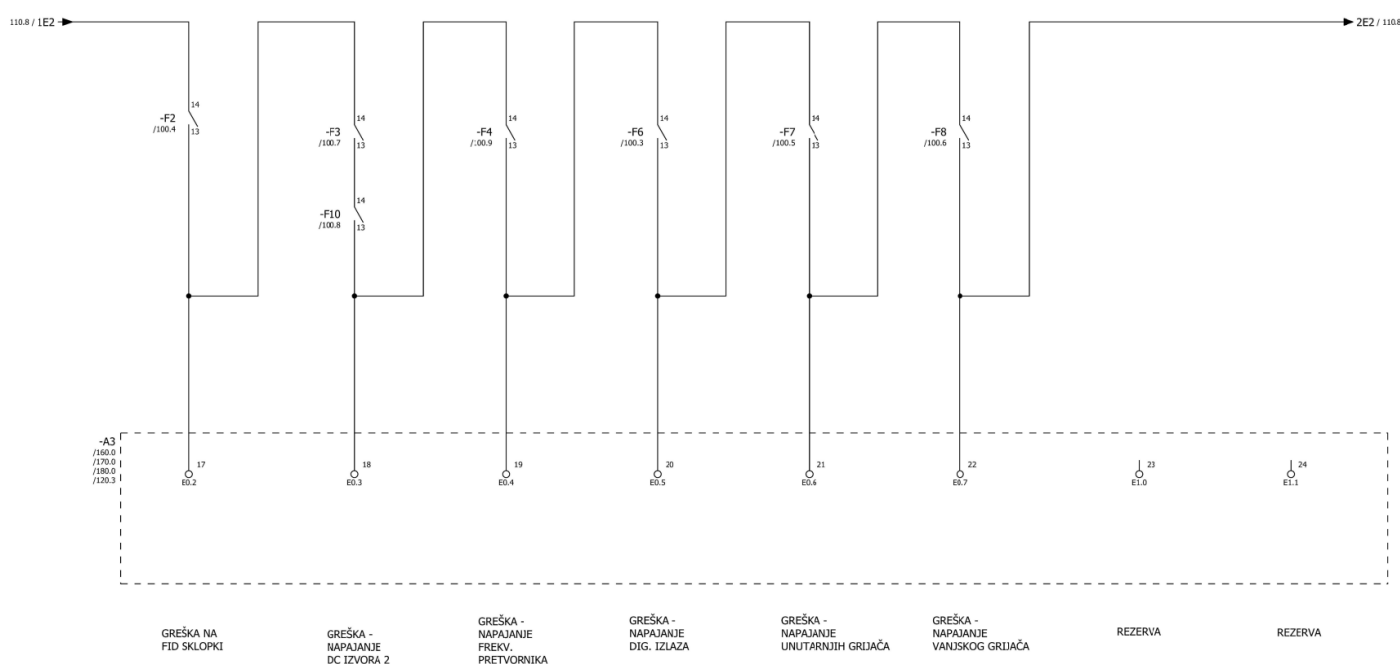 110.8 / 1E2
2E2 / 110.8
-F2
/100.4
14
13
-F3
/100.7
14
13
-F4
/100.9
14
13
-F6
/100.3
14
13
-F7
/100.5
14
13
-F8
/100.6
14
13
-F10
/100.8
14
13
-A3
/160.0
/170.0
/180.0
/120.3
17
E0.2
18
E0.3
19
E0.4
20
E0.5
21
E0.6
22
E0.7
23
E1.0
24
E1.1
GREŠKA NA
FID SKLOPKI
GREŠKA -
NAPAJANJE
DC IZVORA 2
GREŠKA -
NAPAJANJE
FREKV.
PRETVORNIKA
GREŠKA -
NAPAJANJE
DIG. IZLAZA
GREŠKA -
NAPAJANJE
UNUTARNJIH GRIJAČA
GREŠKA -
NAPAJANJE
VANJSKOG GRIJAČA
REZERVA
REZERVA